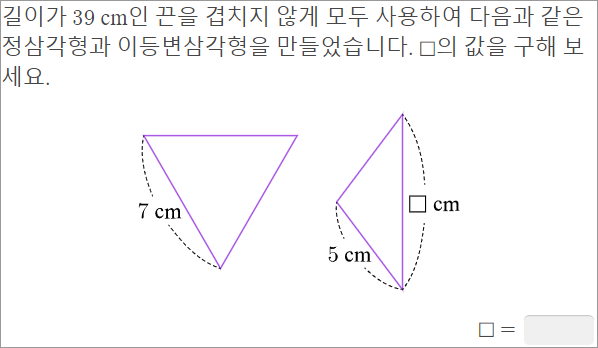 길이가 39 cm인 끈을 겹치지 않게 모두 사용하여 다음과 같은
정삼각형과 이등변삼각형을 만들었습니다. □의 값을 구해 보
세요.
7 cm
□ cm
5 cm
□ =